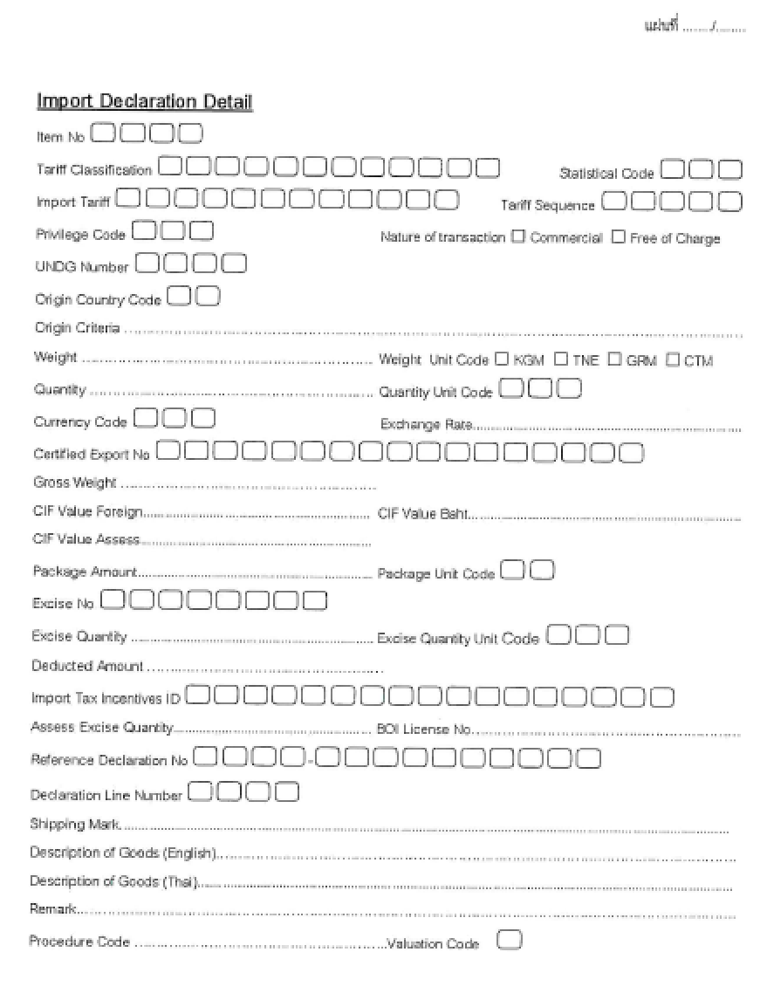 แผ่นที่ ......./........
Import Declaration Detail
Item No
Tariff Classification Statistical Code
Import Tariff Tariff Sequence
Privilege Code Nature of transaction ☐ Commercial ☐ Free of Charge
UNDG Number
Origin Country Code
Origin Criteria
Weight Weight Unit Code ☐ KGM ☐ TNE ☐ GRM ☐ CTM
Quantity Quantity Unit Code
Currency Code Exchange Rate
Certified Export No
Gross Weight
CIF Value Foreign CIF Value Baht
CIF Value Assess
Package Amount Package Unit Code
Excise No
Excise Quantity Excise Quantity Unit Code
Deducted Amount
Import Tax Incentives ID
Assess Excise Quantity BOI License No
Reference Declaration No -
Declaration Line Number
Shipping Mark
Description of Goods (English)
Description of Goods (Thai)
Remark
Procedure Code Valuation Code